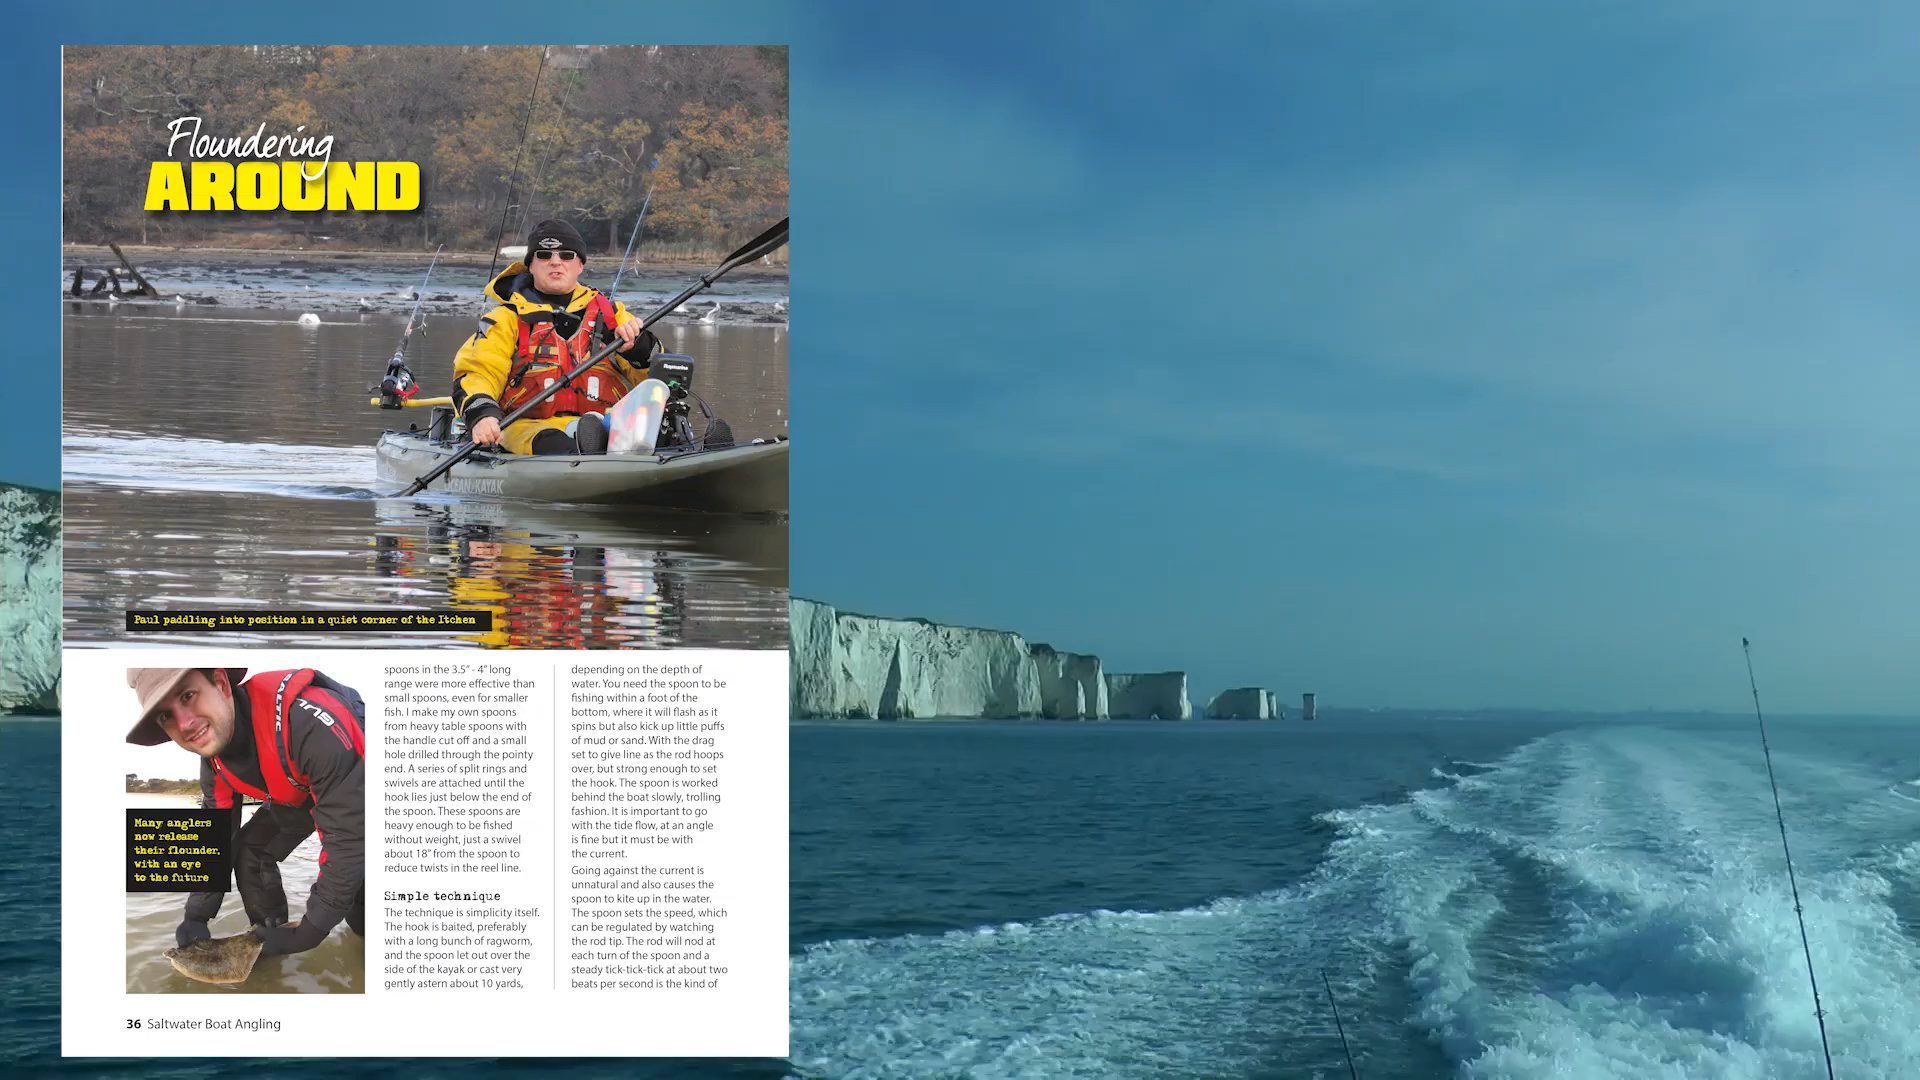 Floundering
AROUND
Raymarine
OCEAN KAYAK
Paul paddling into position in a quiet corner of the Itchen
BALTIC
Many anglers
now release
their flounder,
with an eye
to the future
spoons in the 3.5" - 4" long
range were more effective than
small spoons, even for smaller
fish. I make my own spoons
from heavy table spoons with
the handle cut off and a small
hole drilled through the pointy
end. A series of split rings and
swivels are attached until the
hook lies just below the end of
the spoon. These spoons are
heavy enough to be fished
without weight, just a swivel
about 18" from the spoon to
reduce twists in the reel line.
Simple technique
The technique is simplicity itself.
The hook is baited, preferably
with a long bunch of ragworm,
and the spoon let out over the
side of the kayak or cast very
gently astern about 10 yards,
depending on the depth of
water. You need the spoon to be
fishing within a foot of the
bottom, where it will flash as it
spins but also kick up little puffs
of mud or sand. With the drag
set to give line as the rod hoops
over, but strong enough to set
the hook. The spoon is worked
behind the boat slowly, trolling
fashion. It is important to go
with the tide flow, at an angle
is fine but it must be with
the current.
Going against the current is
unnatural and also causes the
spoon to kite up in the water.
The spoon sets the speed, which
can be regulated by watching
the rod tip. The rod will nod at
each turn of the spoon and a
steady tick-tick-tick at about two
beats per second is the kind of
36 Saltwater Boat Angling